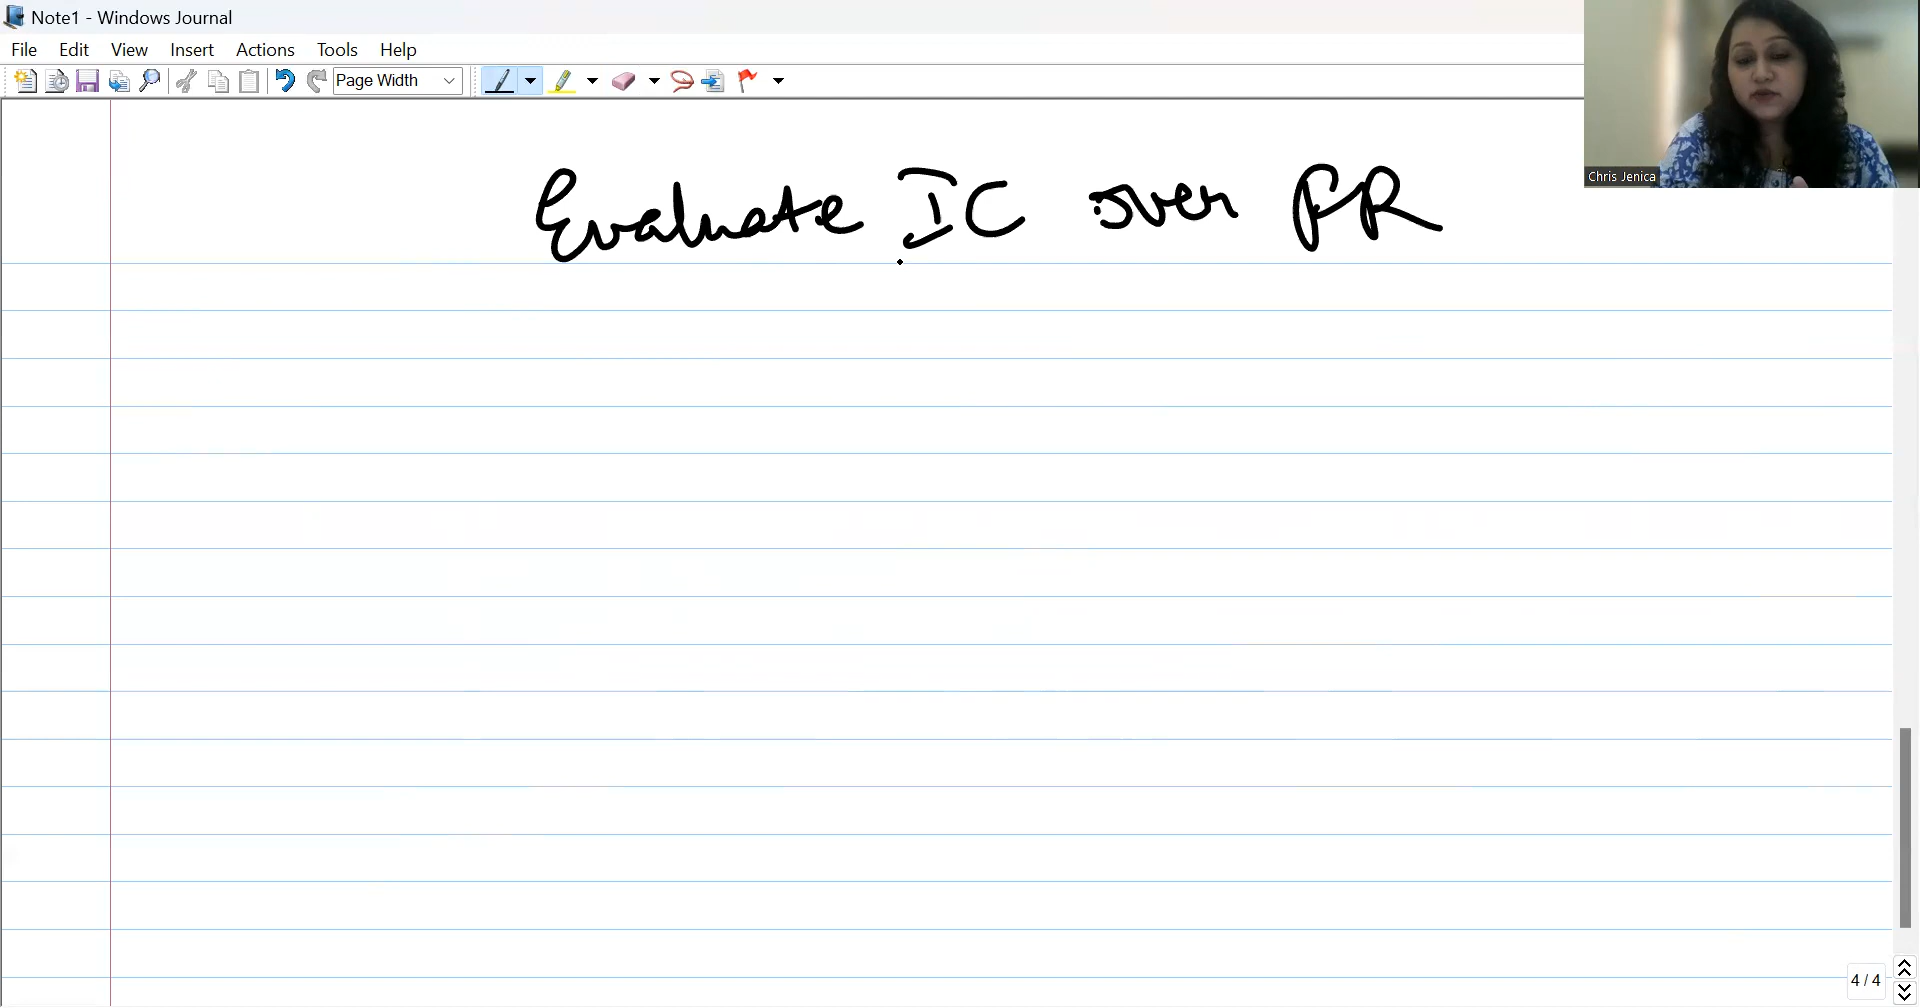 Note1 - Windows Journal
File Edit View Insert Actions Tools Help
Page Width
Chris Jenica
Evaluate IC over PR
4 / 4